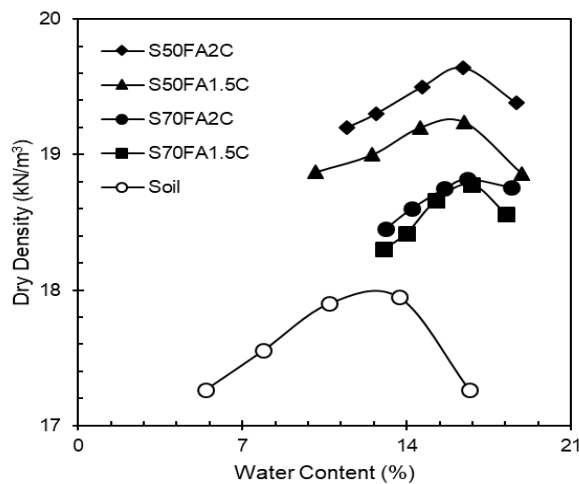 20
S50FA2C
S50FA1.5C
S70FA2C
S70FA1.5C
Soil
19
18
17
Dry Density (kN/m³)
0 7 14 21
Water Content (%)